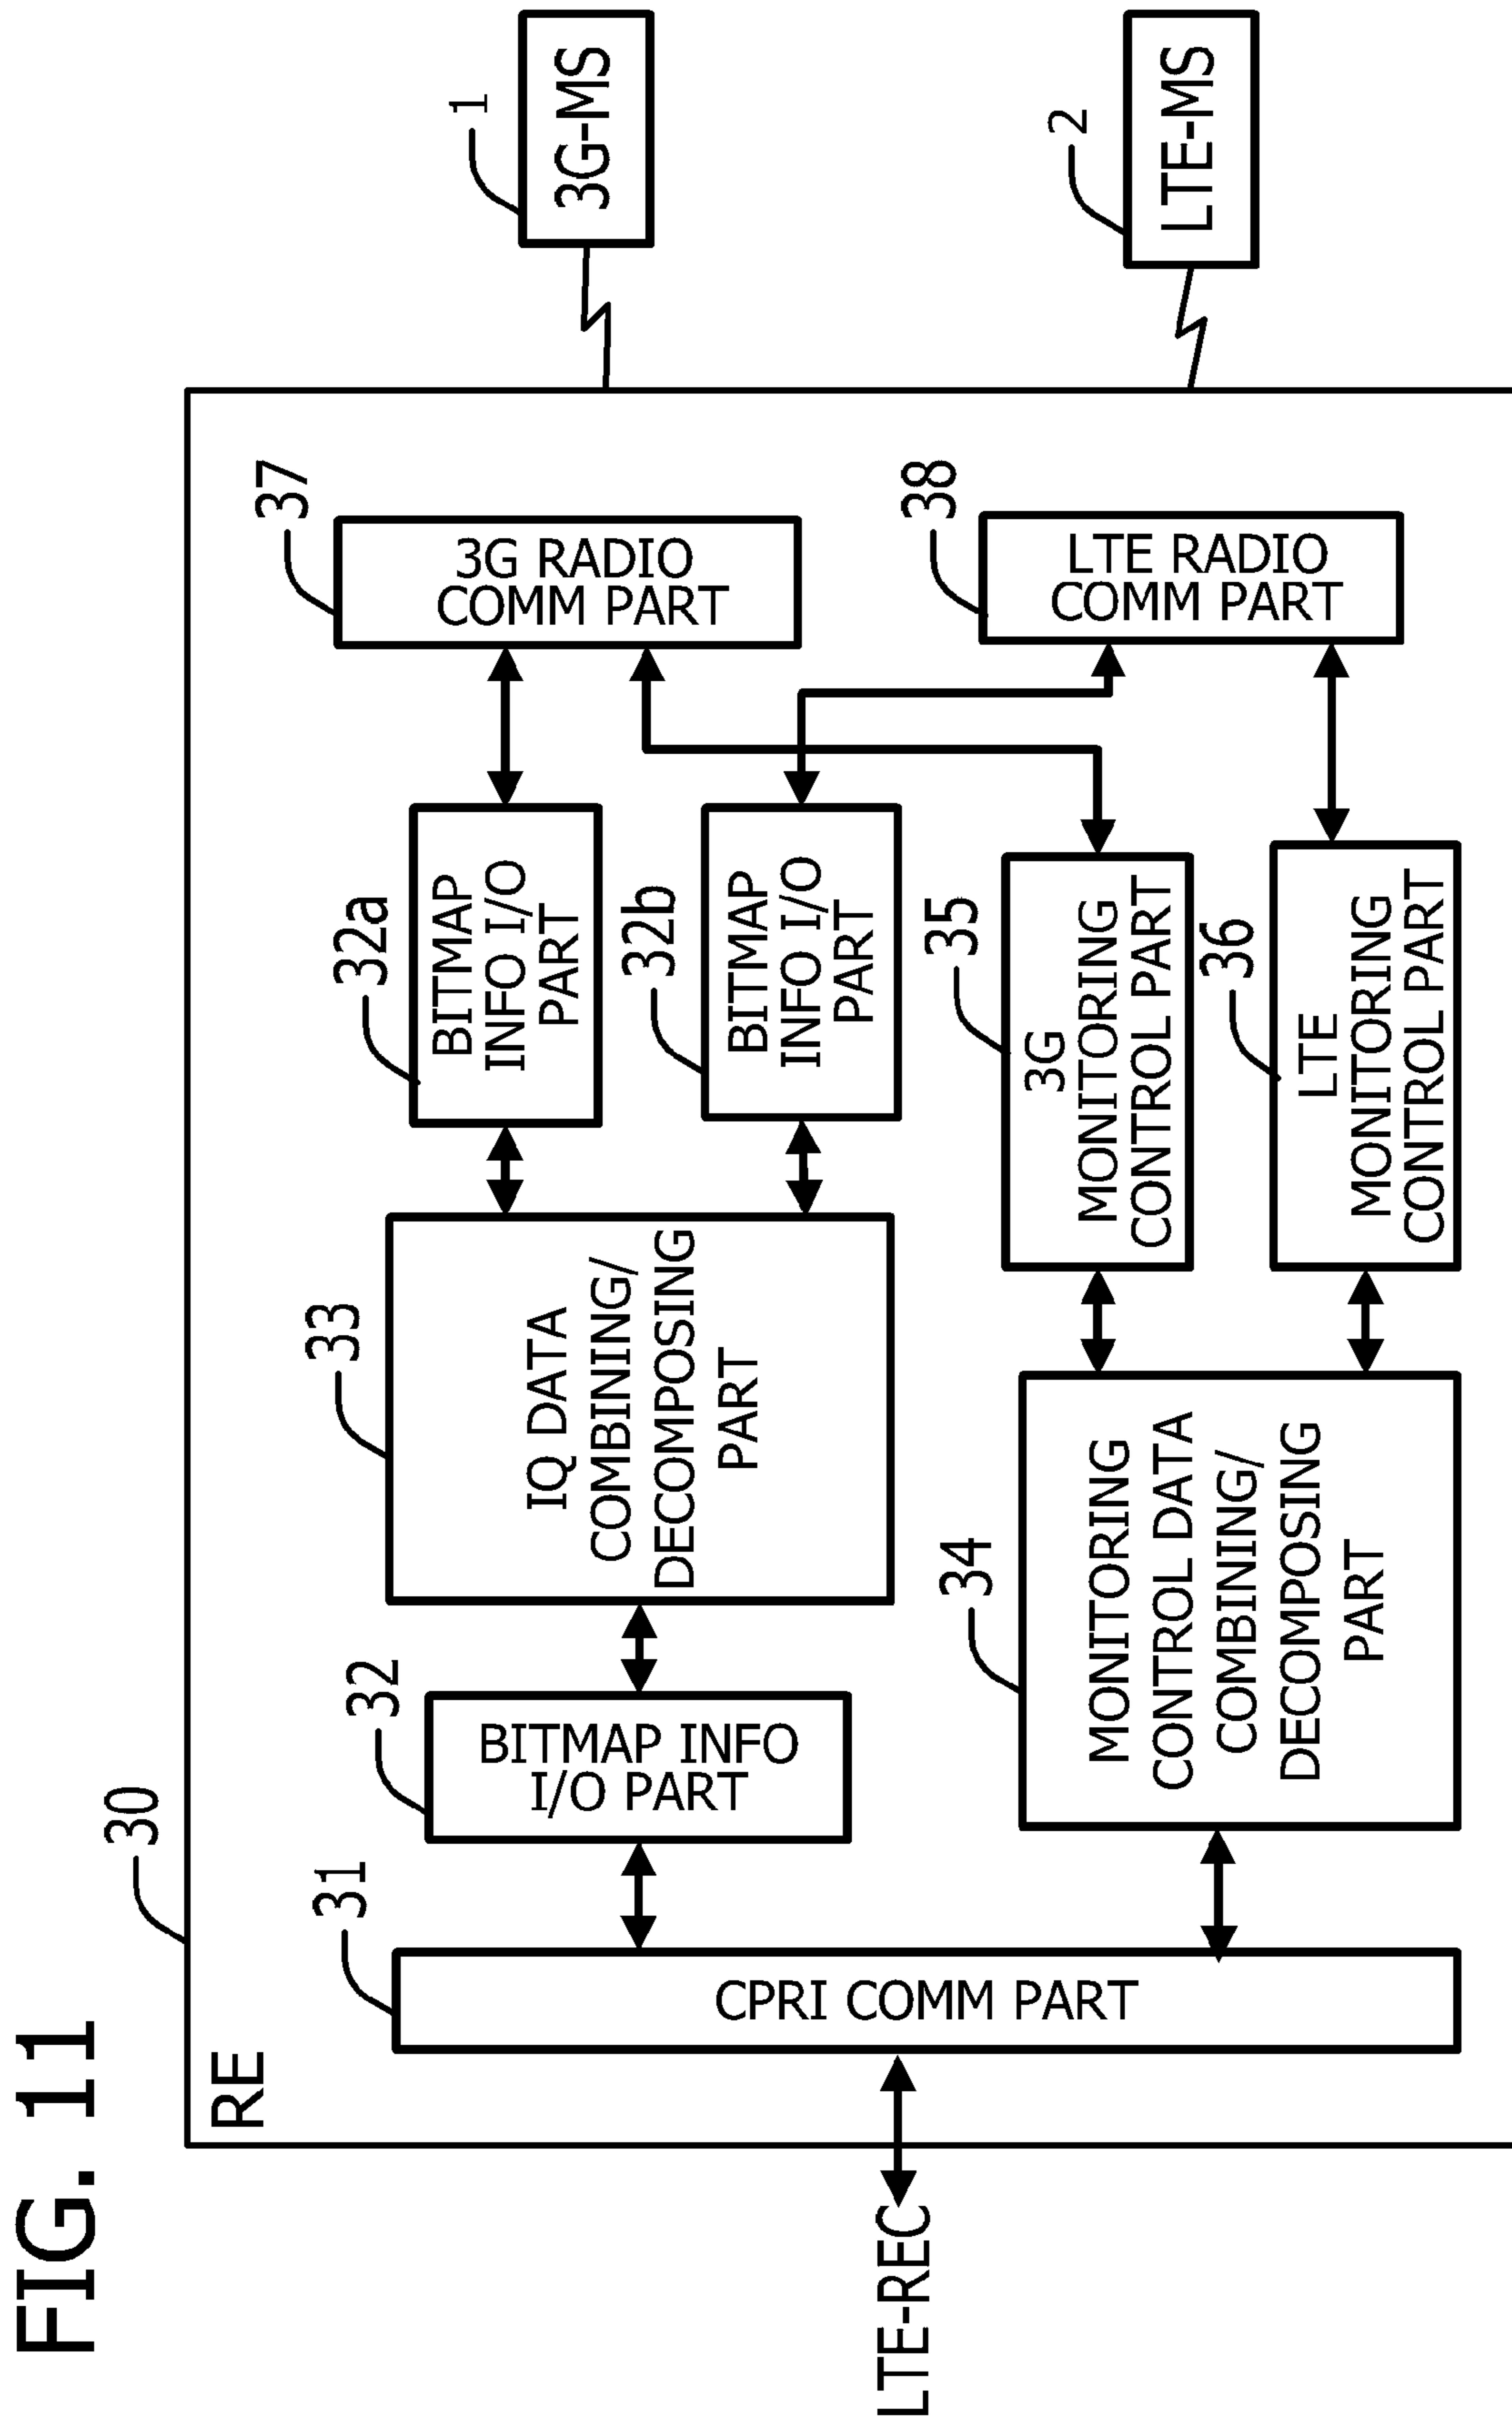 FIG. 11
30
RE
LTE-REC
31
CPRI COMM PART
32
BITMAP INFO
I/O PART
33
IQ DATA
COMBINING/
DECOMPOSING
PART
34
MONITORING
CONTROL DATA
COMBINING/
DECOMPOSING
PART
32a
BITMAP
INFO I/O
PART
32b
BITMAP
INFO I/O
PART
35
3G
MONITORING
CONTROL PART
36
LTE
MONITORING
CONTROL PART
37
3G RADIO
COMM PART
38
LTE RADIO
COMM PART
1
3G-MS
2
LTE-MS